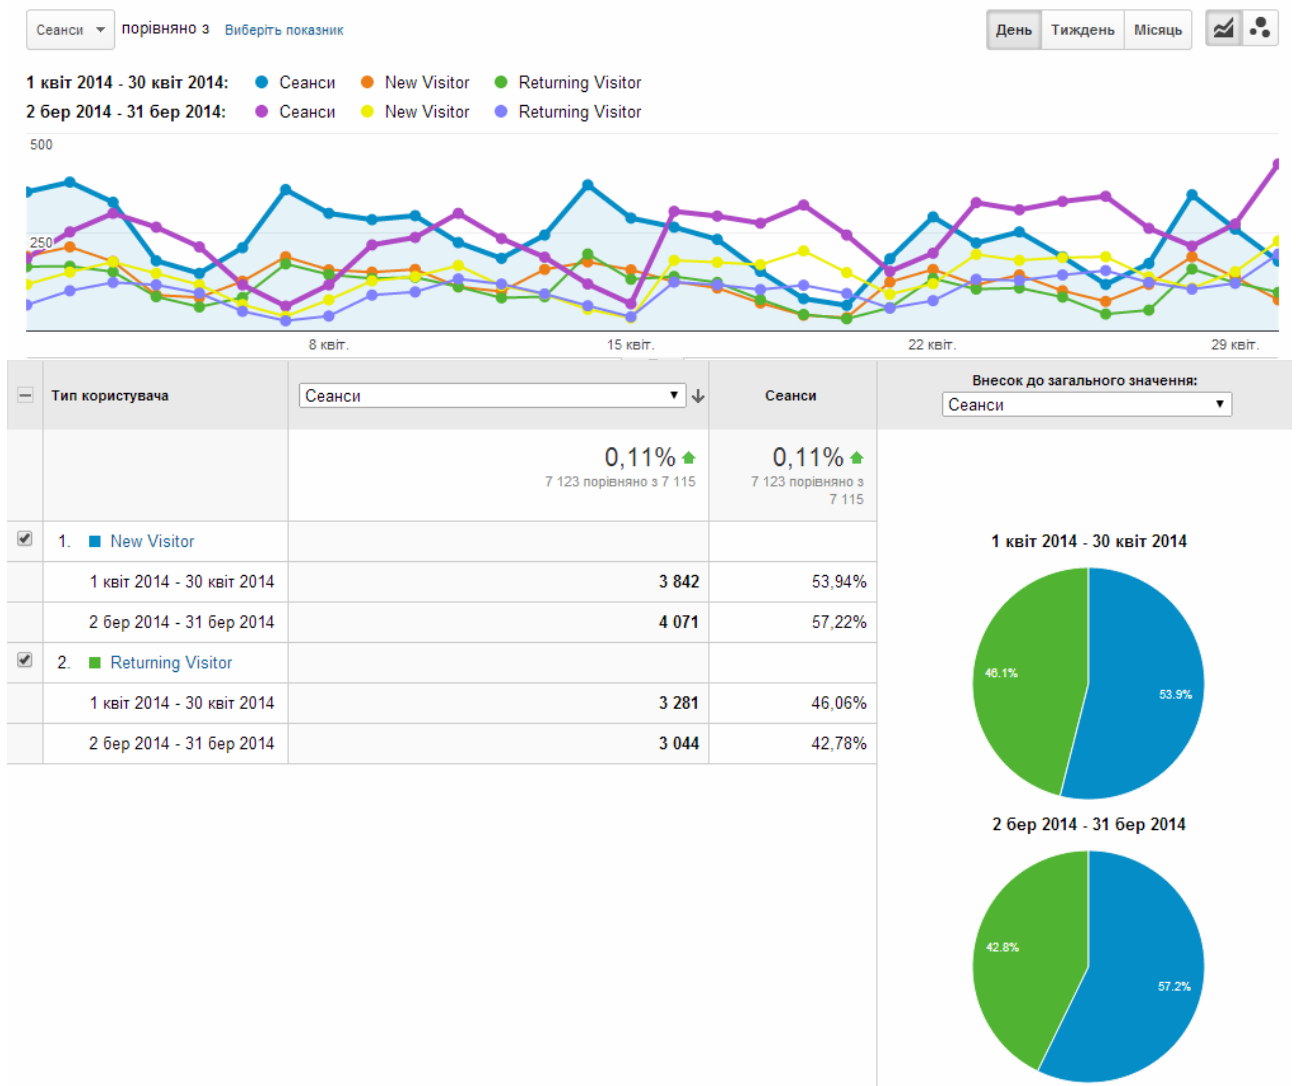 Сеанси порівняно з Виберіть показник День Тиждень Місяць
1 квіт 2014 - 30 квіт 2014: Сеанси New Visitor Returning Visitor
2 бер 2014 - 31 бер 2014: Сеанси New Visitor Returning Visitor
500
250
8 квіт. 15 квіт. 22 квіт. 29 квіт.
Тип користувача Сеанси Сеанси
Внесок до загального значення:
Сеанси
0,11% 0,11%
7 123 порівняно з 7 115 7 123 порівняно з
7 115
1. New Visitor
1 квіт 2014 - 30 квіт 2014 3 842 53,94%
2 бер 2014 - 31 бер 2014 4 071 57,22%
2. Returning Visitor
1 квіт 2014 - 30 квіт 2014 3 281 46,06%
2 бер 2014 - 31 бер 2014 3 044 42,78%
1 квіт 2014 - 30 квіт 2014
46.1%
53.9%
2 бер 2014 - 31 бер 2014
42.8%
57.2%